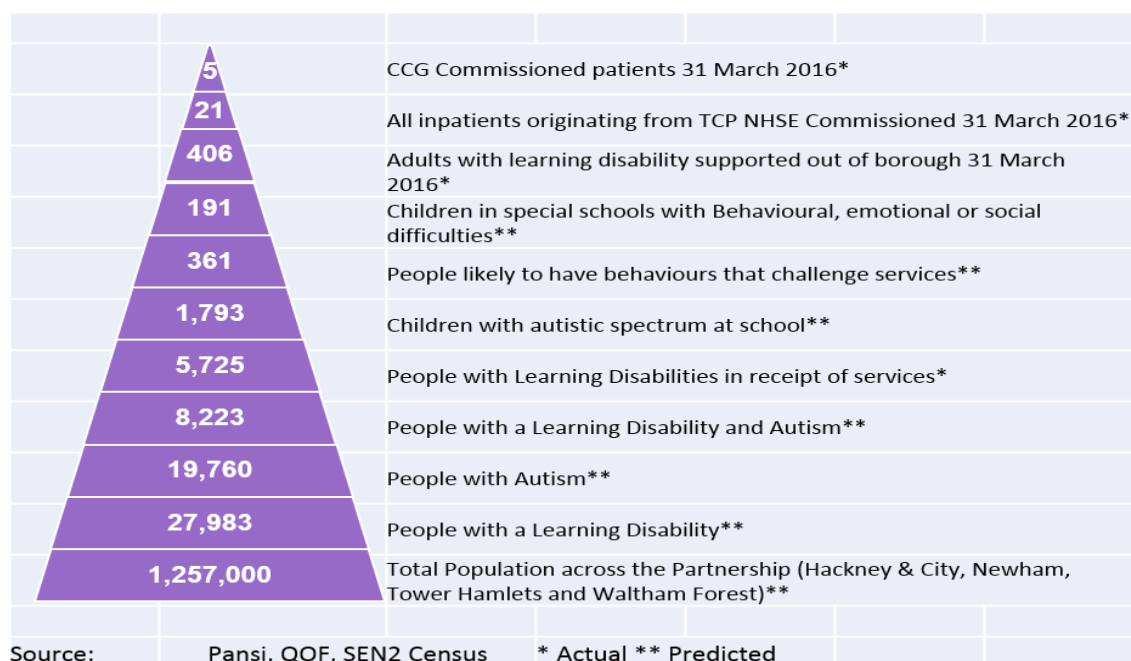 5
CCG Commissioned patients 31 March 2016*
21
All inpatients originating from TCP NHSE Commissioned 31 March 2016*
406
Adults with learning disability supported out of borough 31 March
2016*
191
Children in special schools with Behavioural, emotional or social
difficulties**
361
People likely to have behaviours that challenge services**
1,793
Children with autistic spectrum at school**
5,725
People with Learning Disabilities in receipt of services*
8,223
People with a Learning Disability and Autism**
19,760
People with Autism**
27,983
People with a Learning Disability**
1,257,000
Total Population across the Partnership (Hackney & City, Newham,
Tower Hamlets and Waltham Forest)**
Source: Pansi, QOF, SEN2 Census * Actual ** Predicted